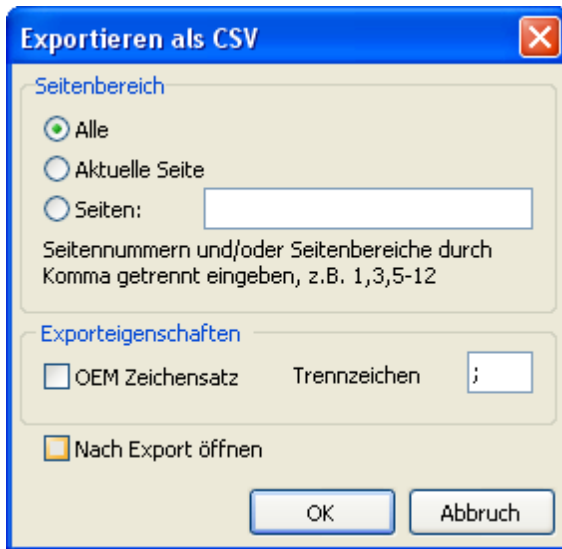 Exportieren als CSV
Seitenbereich
Alle
Aktuelle Seite
Seiten:
Seitennummern und/oder Seitenbereiche durch
Komma getrennt eingeben, z.B. 1,3,5-12
Exporteigenschaften
OEM Zeichensatz Trennzeichen ;
Nach Export öffnen
OK Abbruch